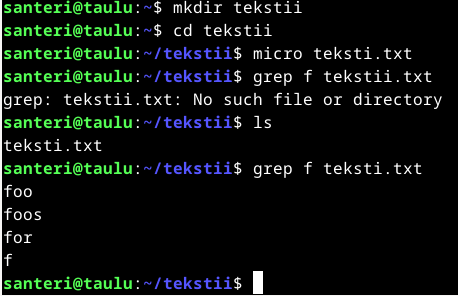 santeri@taulu:~$ mkdir tekstii
santeri@taulu:~$ cd tekstii
santeri@taulu:~/tekstii$ micro teksti.txt
santeri@taulu:~/tekstii$ grep f tekstii.txt
grep: tekstii.txt: No such file or directory
santeri@taulu:~/tekstii$ ls
teksti.txt
santeri@taulu:~/tekstii$ grep f teksti.txt
foo
foos
for
f
santeri@taulu:~/tekstii$